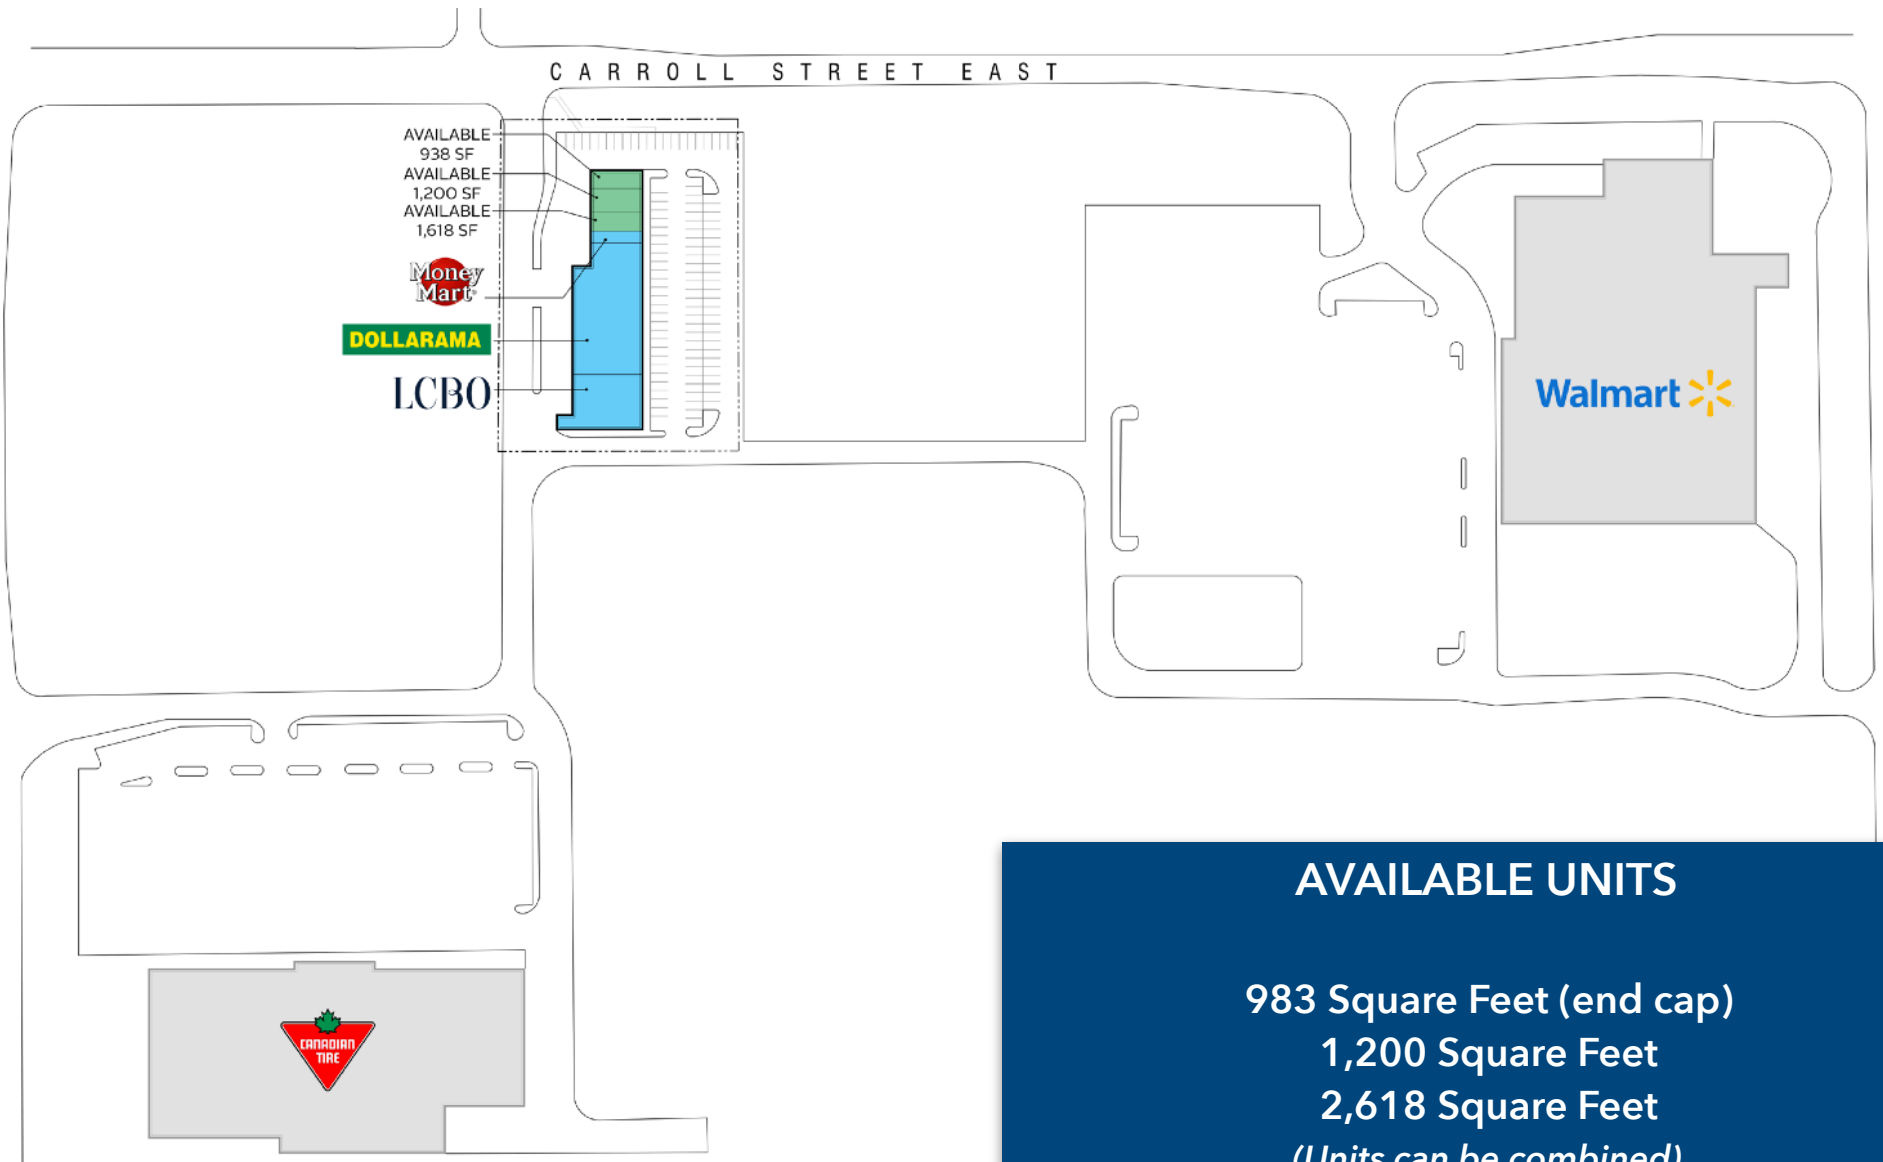 CARROLL STREET EAST
AVAILABLE
938 SF
AVAILABLE
1,200 SF
AVAILABLE
1,618 SF
Money
Mart
DOLLARAMA
LCBO
Walmart
CANADIAN
TIRE
AVAILABLE UNITS
983 Square Feet (end cap)
1,200 Square Feet
2,618 Square Feet
(Units can be combined)